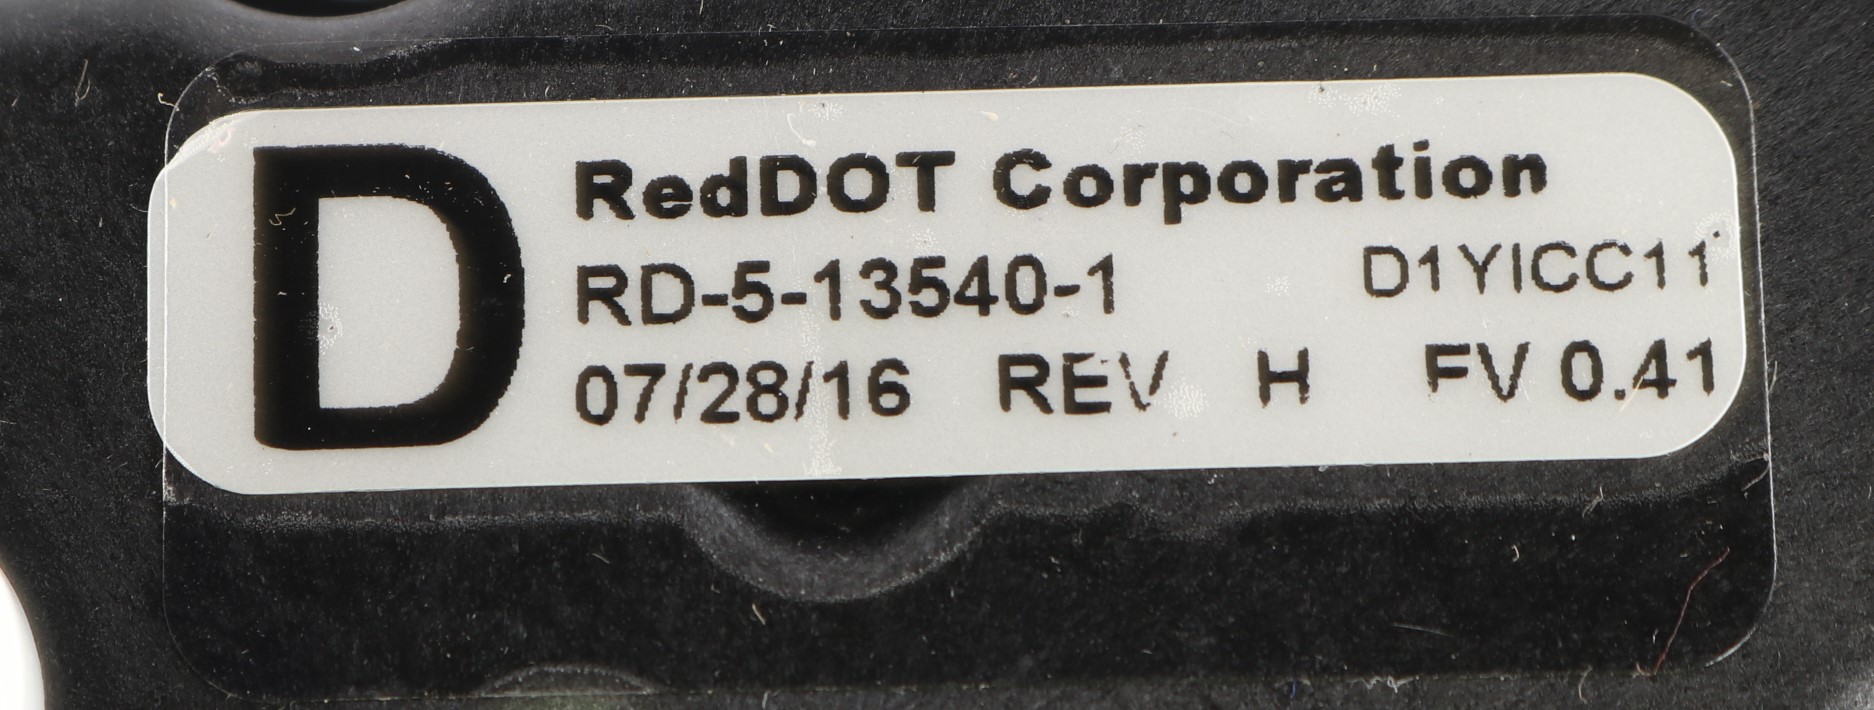 D
RedDOT Corporation
RD-5-13540-1 D1YICC11
07/28/16 REV H FV 0.41